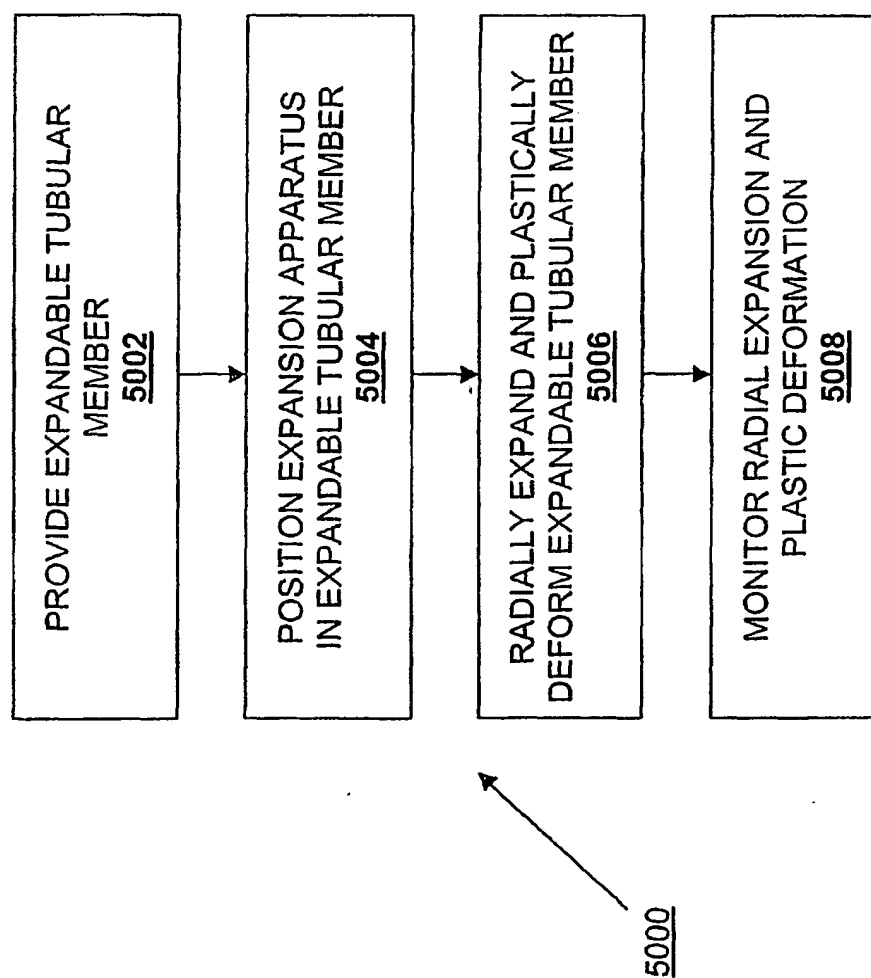 PROVIDE EXPANDABLE TUBULAR
MEMBER
5002
POSITION EXPANSION APPARATUS
IN EXPANDABLE TUBULAR MEMBER
5004
RADIALLY EXPAND AND PLASTICALLY
DEFORM EXPANDABLE TUBULAR MEMBER
5006
MONITOR RADIAL EXPANSION AND
PLASTIC DEFORMATION
5008
5000